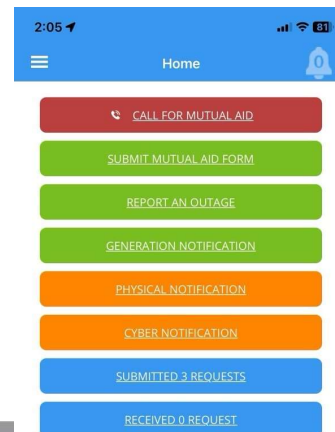 2:05 81
Home 0
CALL FOR MUTUAL AID
SUBMIT MUTUAL AID FORM
REPORT AN OUTAGE
GENERATION NOTIFICATION
PHYSICAL NOTIFICATION
CYBER NOTIFICATION
SUBMITTED 3 REQUESTS
RECEIVED 0 REQUEST